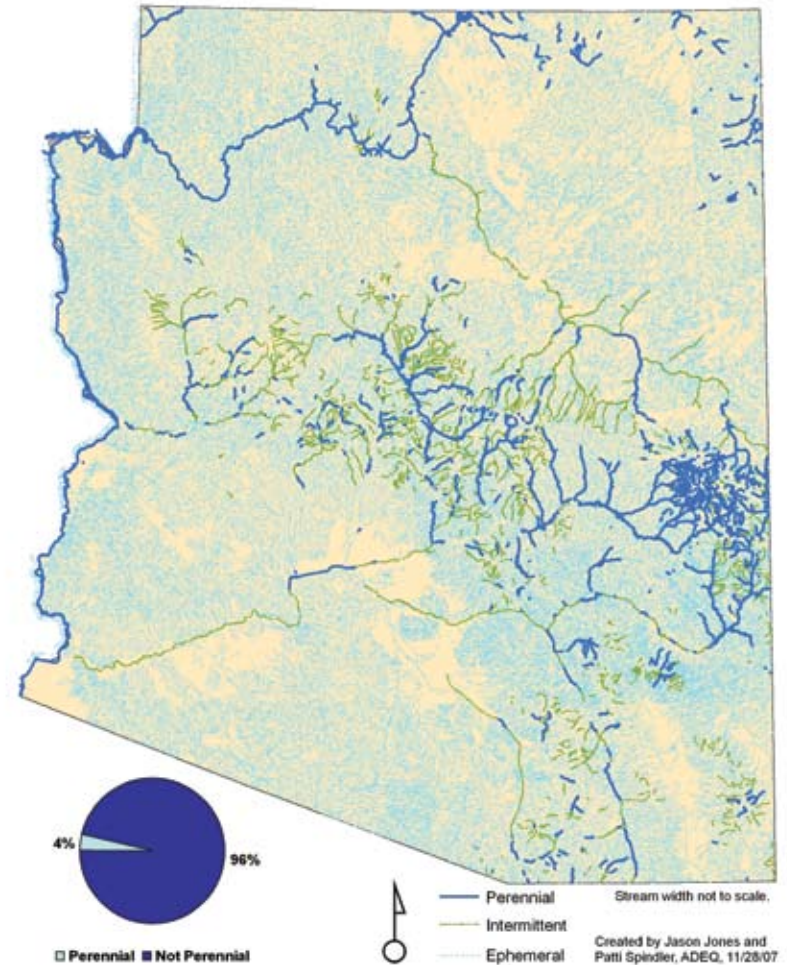 4%
96%
Perennial Not Perennial
Perennial
Intermittent
Ephemeral
Stream width not to scale.
Created by Jason Jones and
Patti Spindler, ADEQ, 11/28/07